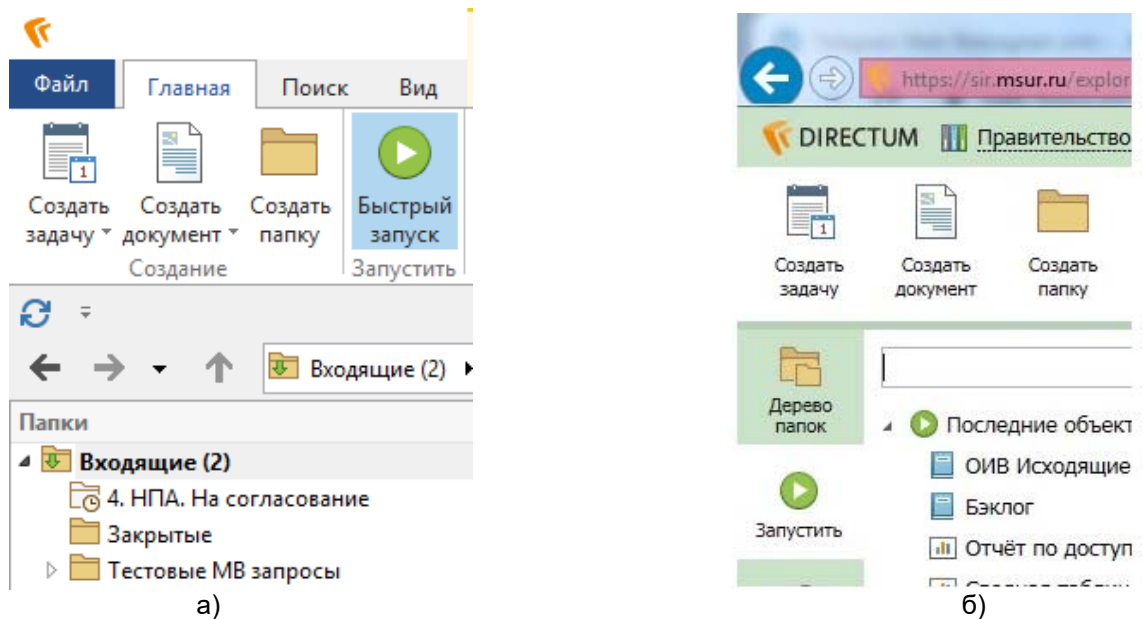 Файл Главная Поиск Вид
Создать задачу
Создать документ
Создать папку
Быстрый запуск
Создание
Запустить
Входящие (2)
Папки
Входящие (2)
4. НПА. На согласование
Закрытые
Тестовые МВ запросы
а)
https://sir.msur.ru/explor
DIRECTUM Правительство
Создать задачу
Создать документ
Создать папку
Дерево папок
Последние объект
ОИВ Исходящие
Бэклог
Запустить
Отчёт по доступ
б)